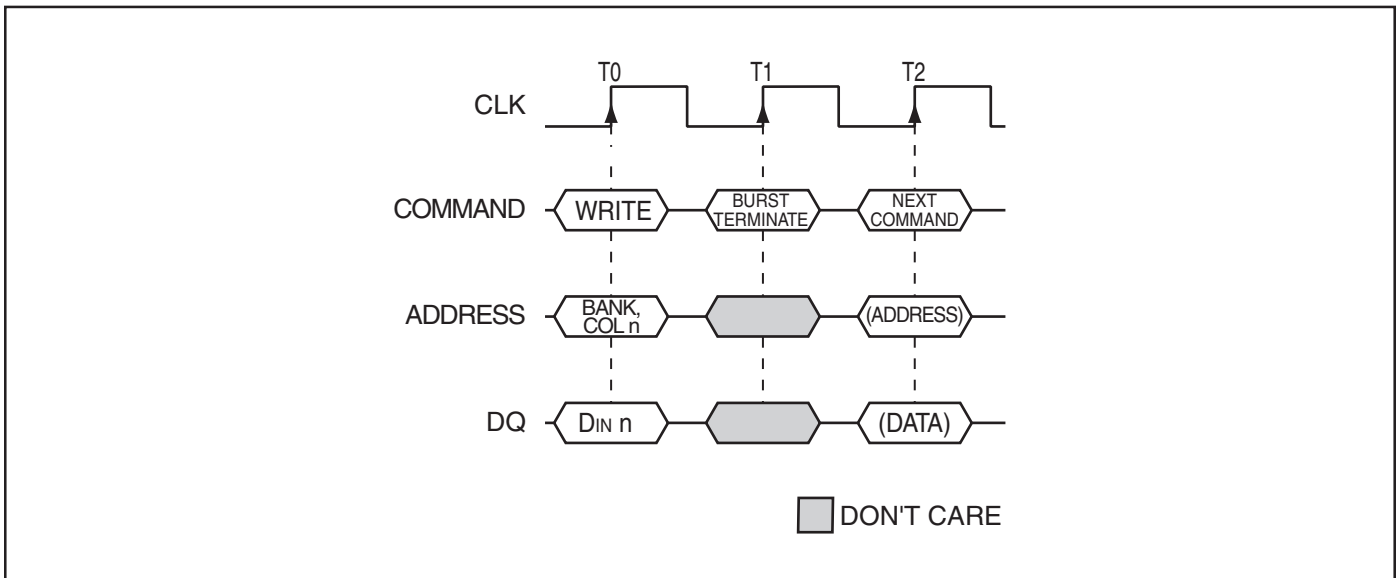 T0 T1 T2
CLK
COMMAND WRITE BURST TERMINATE NEXT COMMAND
ADDRESS BANK, COL n (ADDRESS)
DQ DIN n (DATA)
DON'T CARE